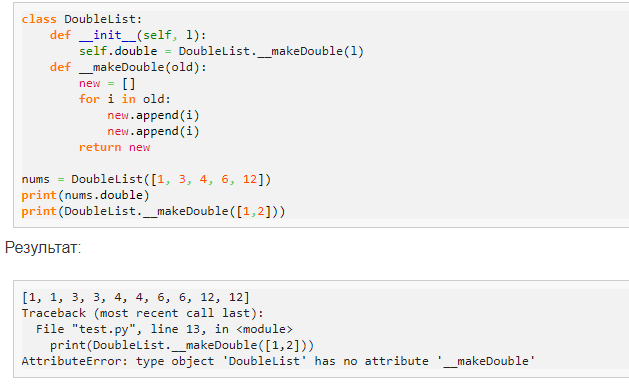 class DoubleList:
    def __init__(self, l):
        self.double = DoubleList.__makeDouble(l)
    def __makeDouble(old):
        new = []
        for i in old:
            new.append(i)
            new.append(i)
        return new

nums = DoubleList([1, 3, 4, 6, 12])
print(nums.double)
print(DoubleList.__makeDouble([1,2]))
Результат:
[1, 1, 3, 3, 4, 4, 6, 6, 12, 12]
Traceback (most recent call last):
  File "test.py", line 13, in <module>
    print(DoubleList.__makeDouble([1,2]))
AttributeError: type object 'DoubleList' has no attribute '__makeDouble'